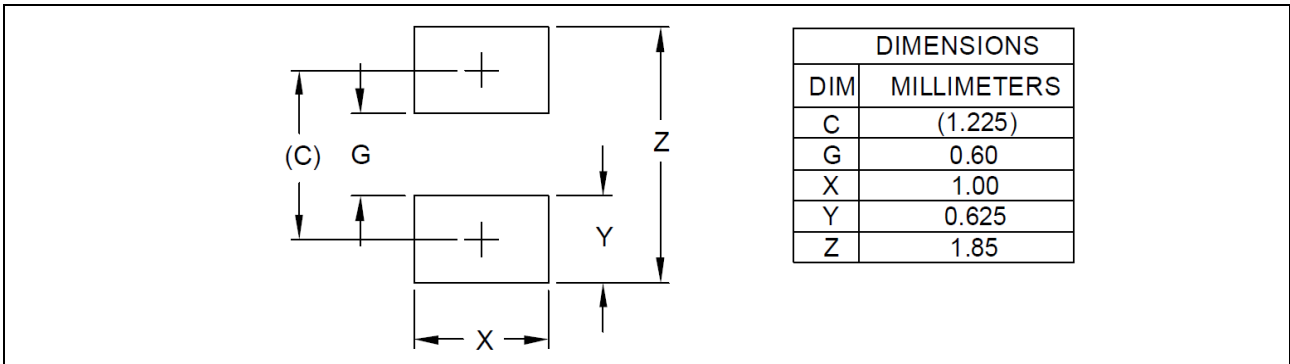 (C)
G
Z
Y
X
DIMENSIONS
DIM MILLIMETERS
C (1.225)
G 0.60
X 1.00
Y 0.625
Z 1.85